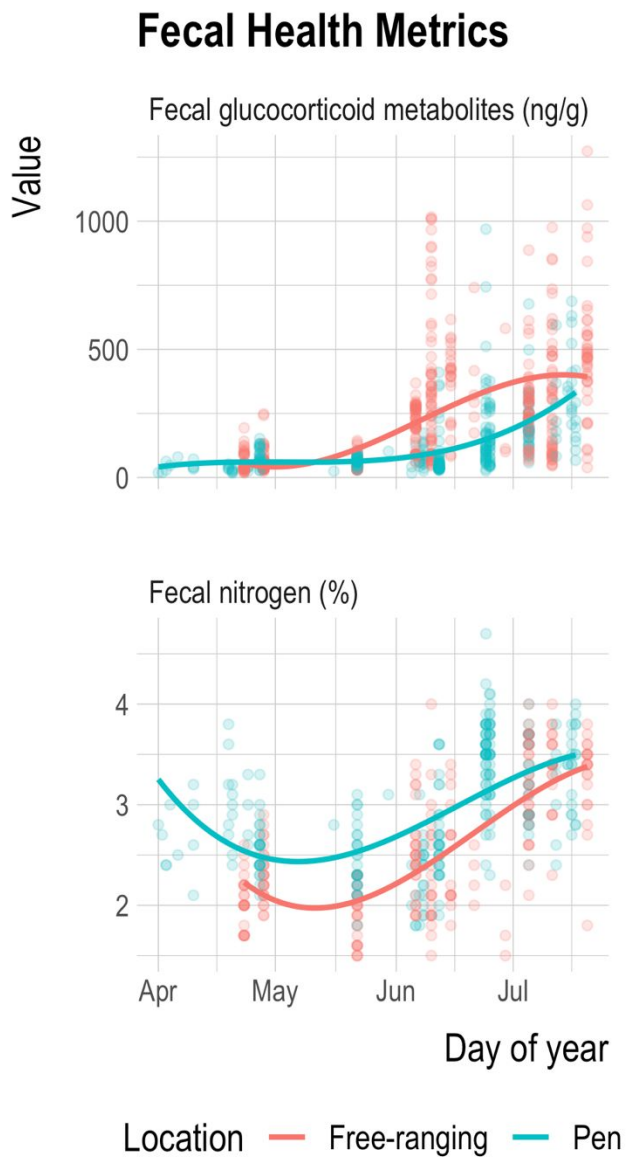 Fecal Health Metrics
Fecal glucocorticoid metabolites (ng/g)
Value
1000
500
0
Fecal nitrogen (%)
4
3
2
Apr May Jun Jul
Day of year
Location Free-ranging Pen